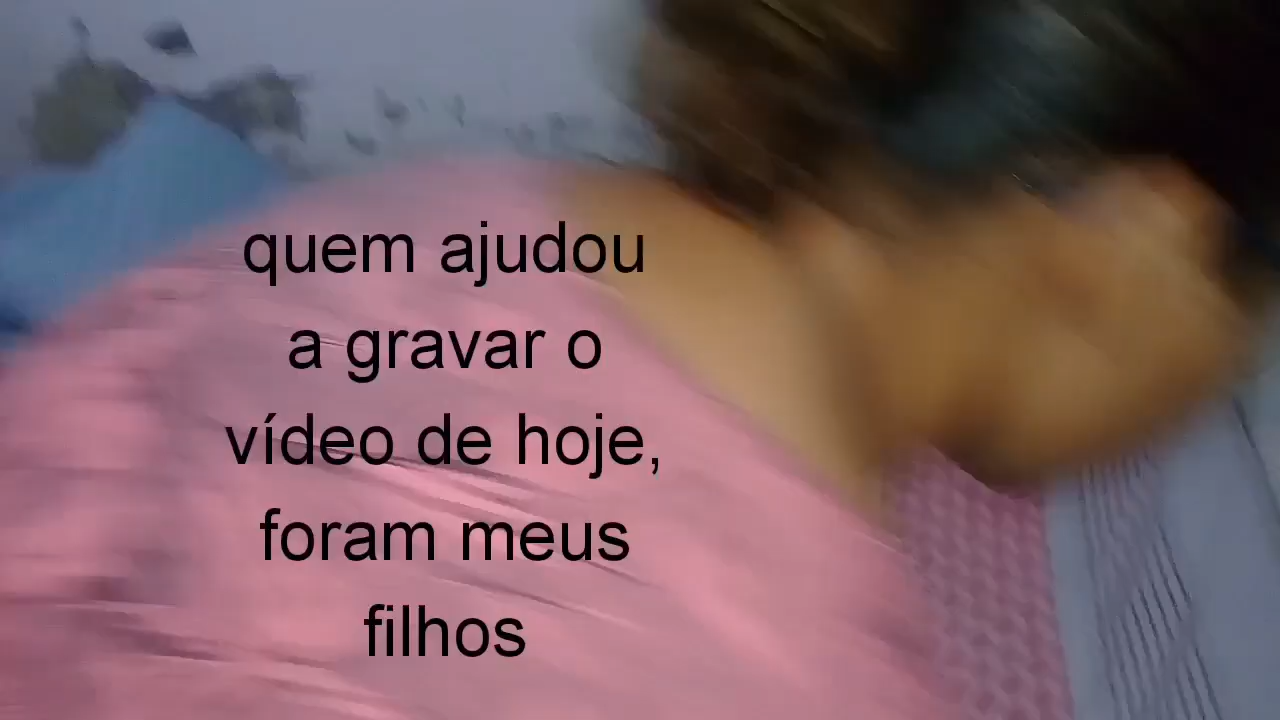 quem ajudou
a gravar o
vídeo de hoje,
foram meus
filhos